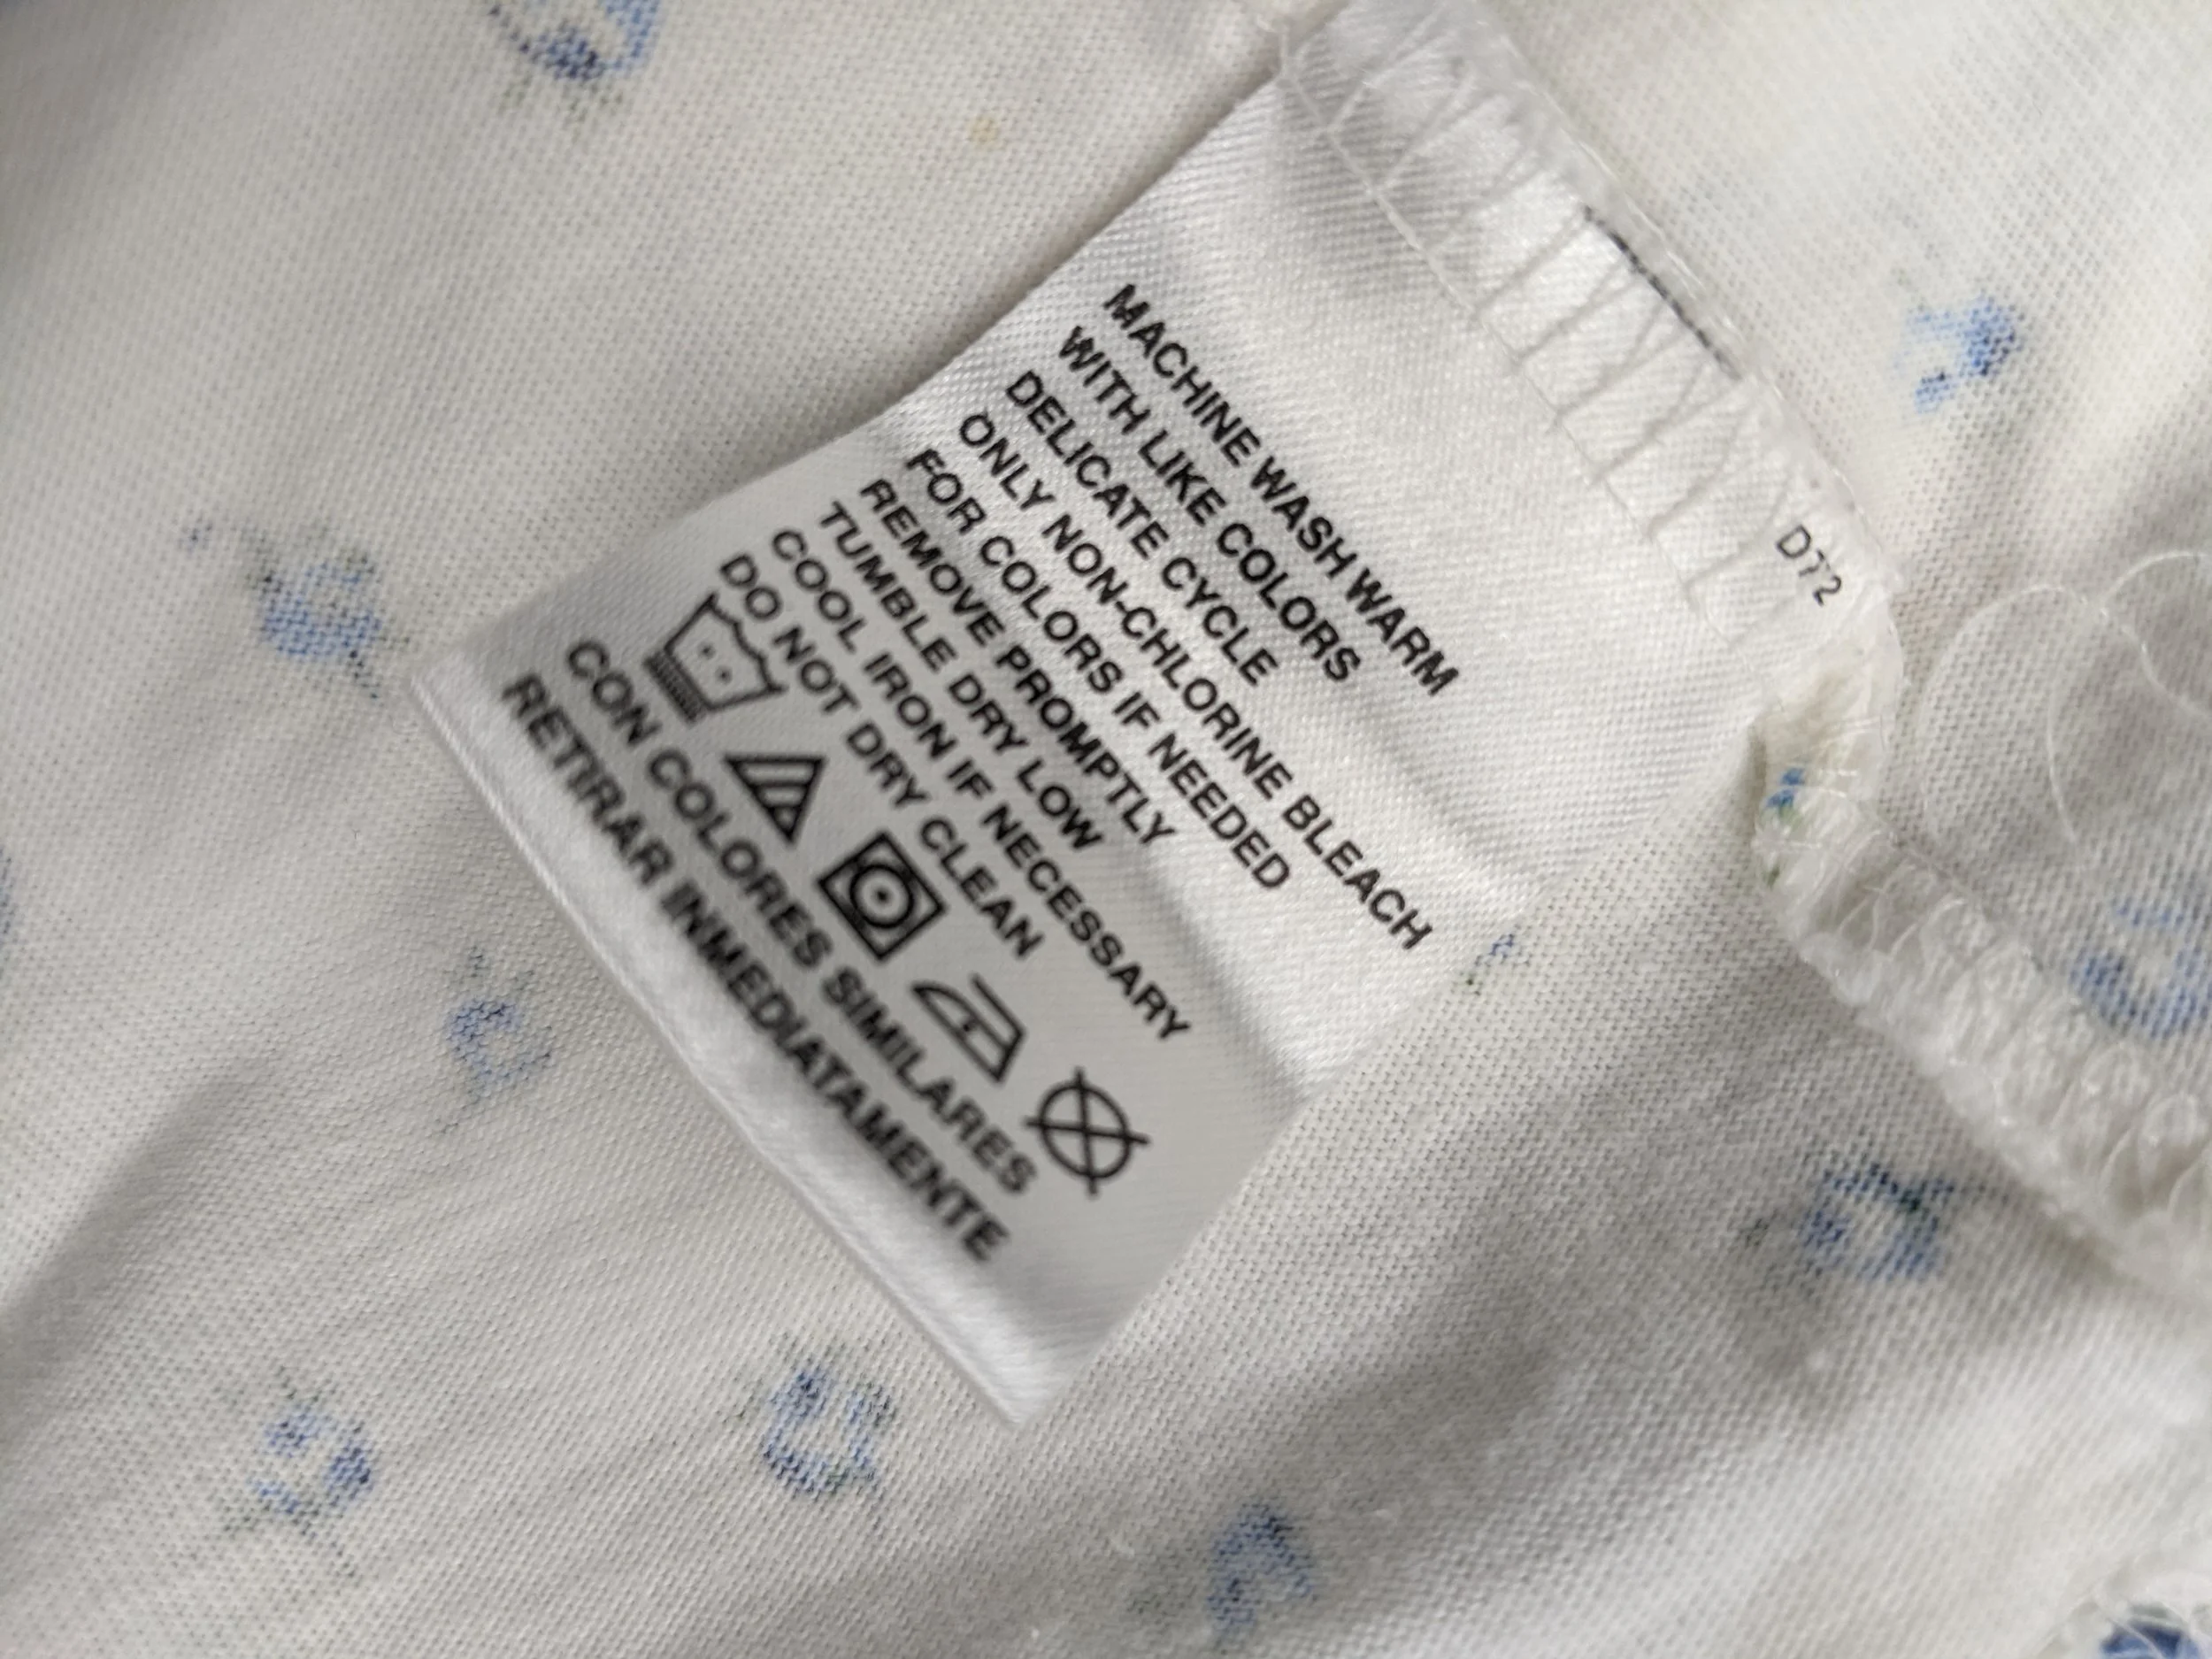 MACHINE WASH WARM
WITH LIKE COLORS
DELICATE CYCLE
ONLY NON-CHLORINE BLEACH
FOR COLORS IF NEEDED
REMOVE PROMPTLY
TUMBLE DRY LOW
COOL IRON IF NECESSARY
DO NOT DRY CLEAN
CON COLORES SIMILARES
RETIRAR INMEDIATAMENTE